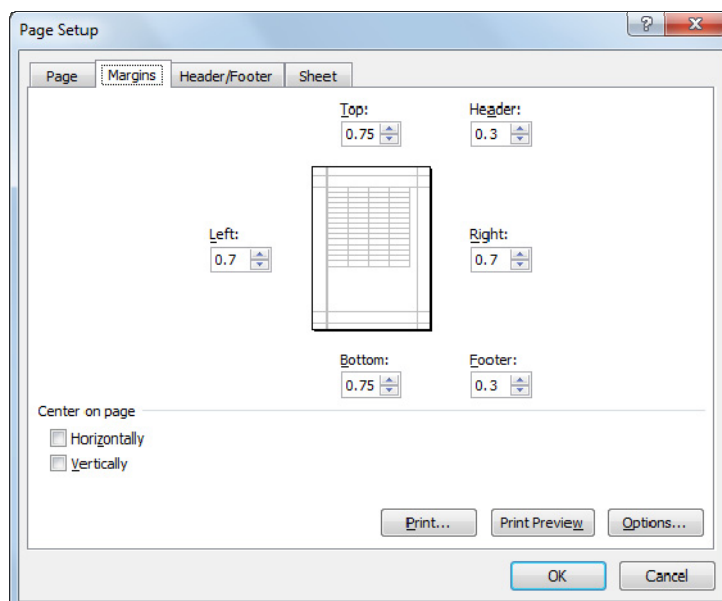 Page Setup
Page Margins Header/Footer Sheet
Top: Header:
0.75 0.3
Left: Right:
0.7 0.7
Bottom: Footer:
0.75 0.3
Center on page
Horizontally
Vertically
Print... Print Preview Options...
OK Cancel